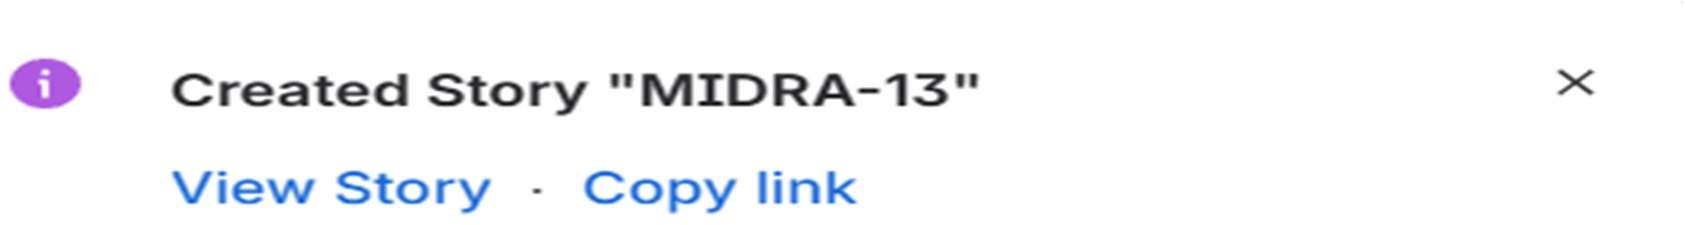 Created Story "MIDRA-13"
View Story · Copy link